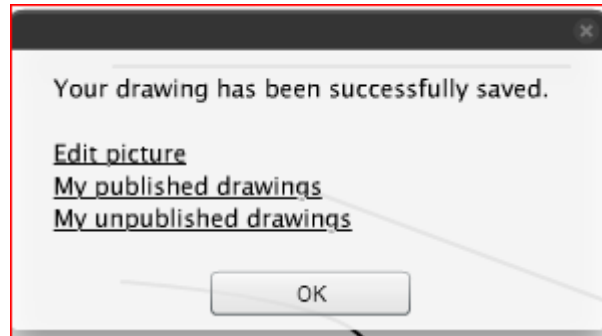 Your drawing has been successfully saved.
Edit picture
My published drawings
My unpublished drawings
OK